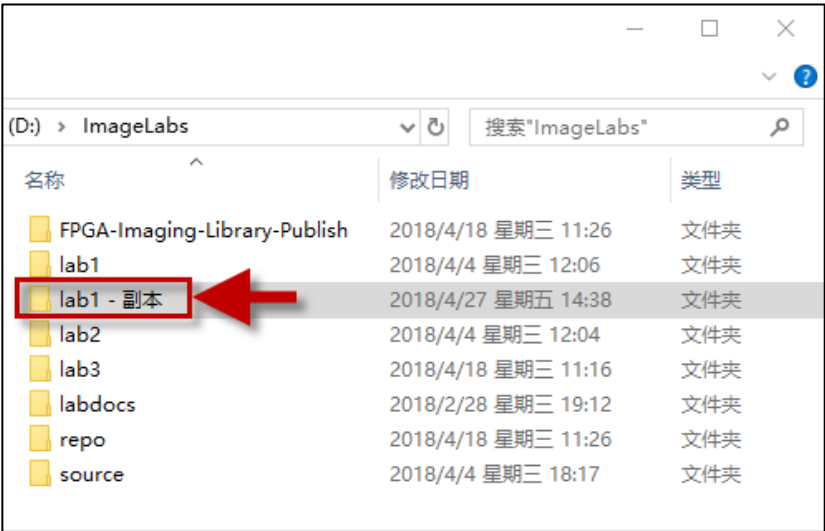 (D:) › ImageLabs 搜索"ImageLabs"
名称 修改日期 类型
FPGA-Imaging-Library-Publish 2018/4/18 星期三 11:26 文件夹
lab1 2018/4/4 星期三 12:06 文件夹
lab1 - 副本 2018/4/27 星期五 14:38 文件夹
lab2 2018/4/4 星期三 12:04 文件夹
lab3 2018/4/18 星期三 11:16 文件夹
labdocs 2018/2/28 星期三 19:12 文件夹
repo 2018/4/18 星期三 11:26 文件夹
source 2018/4/4 星期三 18:17 文件夹